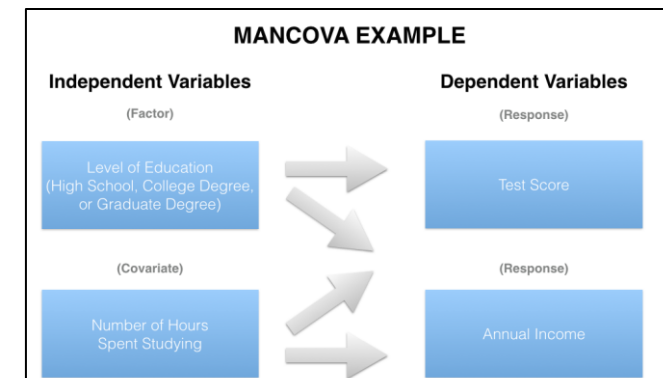 MANCOVA EXAMPLE
Independent Variables
Dependent Variables
(Factor)
(Response)
Level of Education
(High School, College Degree,
or Graduate Degree)
Test Score
(Covariate)
(Response)
Number of Hours
Spent Studying
Annual Income